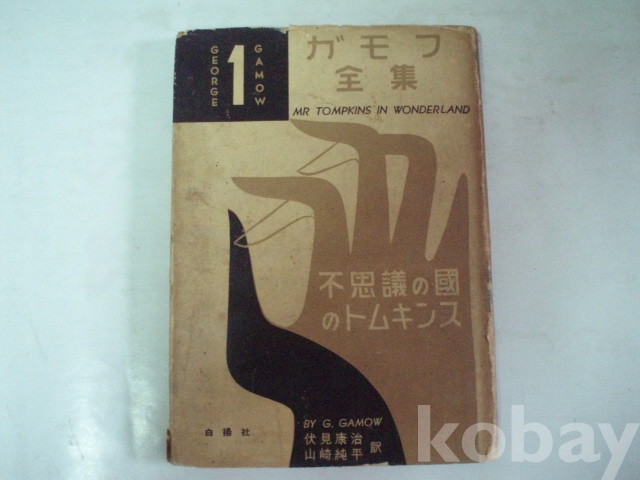 GEORGE
1
GAMOW
ガモフ
全集
MR TOMPKINS IN WONDERLAND
不思議の國
のトムキンス
BY G. GAMOW
伏見康治
山崎純平 訳
白揚社
kobay